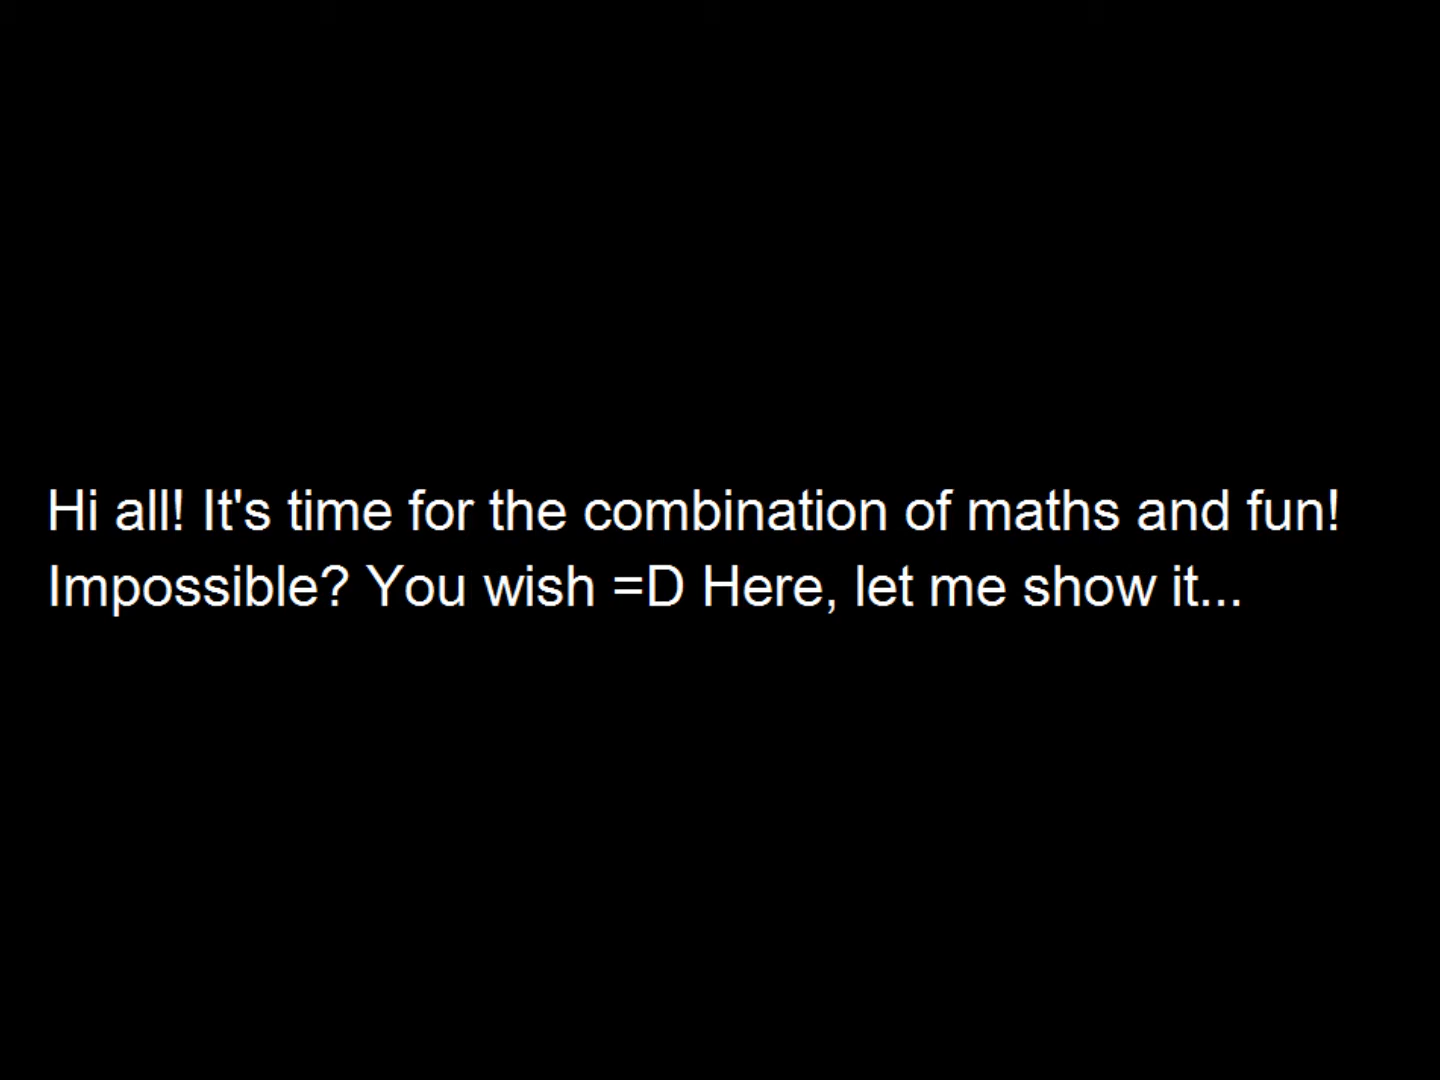 Hi all! It's time for the combination of maths and fun!
Impossible? You wish =D Here, let me show it...